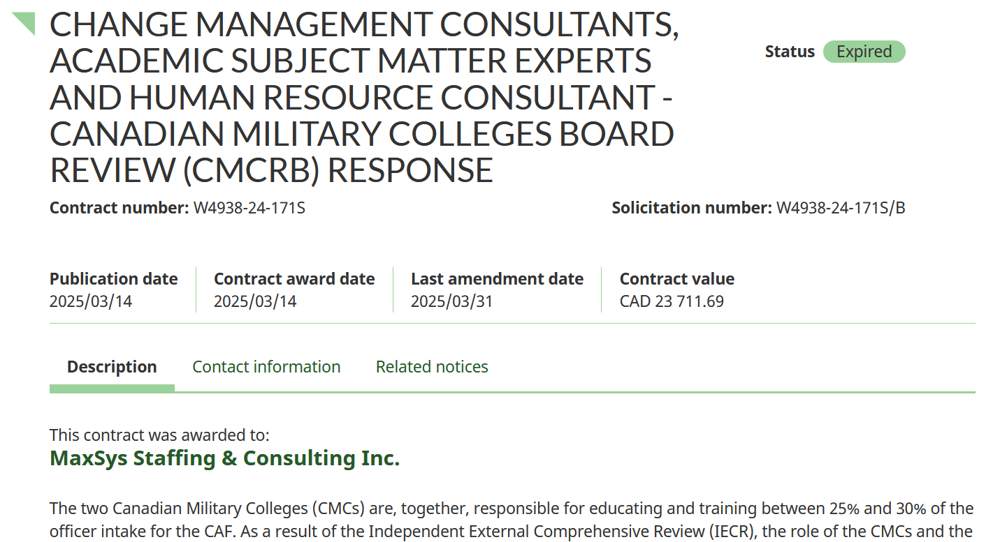 CHANGE MANAGEMENT CONSULTANTS,
ACADEMIC SUBJECT MATTER EXPERTS
AND HUMAN RESOURCE CONSULTANT -
CANADIAN MILITARY COLLEGES BOARD
REVIEW (CMCRB) RESPONSE
Status Expired
Contract number: W4938-24-171S
Solicitation number: W4938-24-171S/B
Publication date
2025/03/14
Contract award date
2025/03/14
Last amendment date
2025/03/31
Contract value
CAD 23 711.69
Description
Contact information
Related notices
This contract was awarded to:
MaxSys Staffing & Consulting Inc.
The two Canadian Military Colleges (CMCs) are, together, responsible for educating and training between 25% and 30% of the
officer intake for the CAF. As a result of the Independent External Comprehensive Review (IECR), the role of the CMCs and the